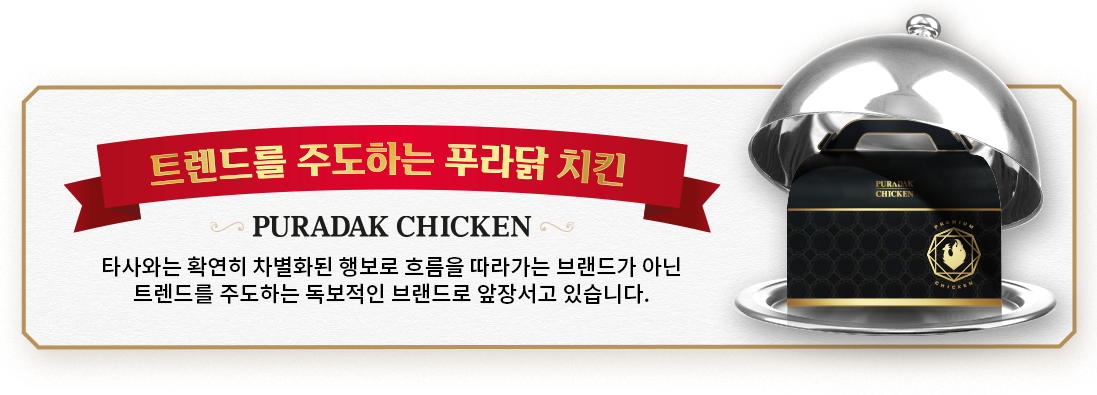 트렌드를 주도하는 푸라닭 치킨
PURADAK CHICKEN
타사와는 확연히 차별화된 행보로 흐름을 따라가는 브랜드가 아닌
트렌드를 주도하는 독보적인 브랜드로 앞장서고 있습니다.
PURADAK
CHICKEN
PREMIUM
CHICKEN